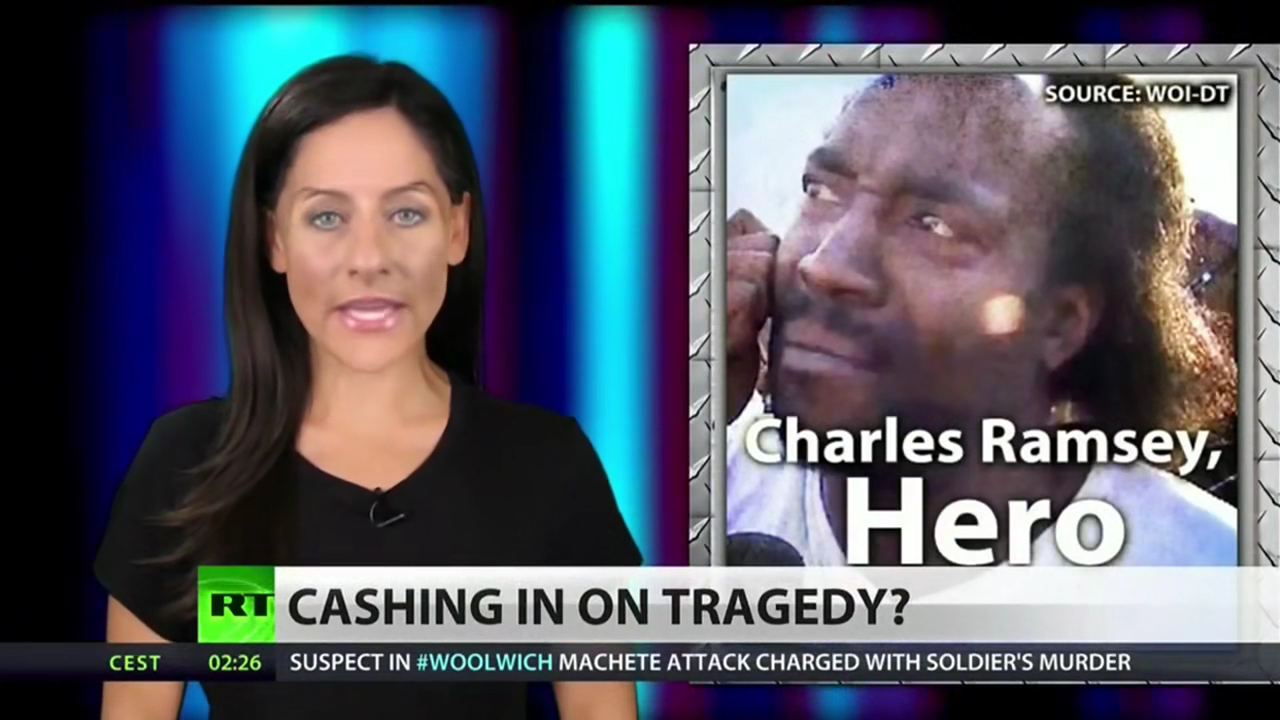 SOURCE: WOI-DT
Charles Ramsey,
Hero
RT CASHING IN ON TRAGEDY?
CEST 02:26 SUSPECT IN #WOOLWICH MACHETE ATTACK CHARGED WITH SOLDIER'S MURDER